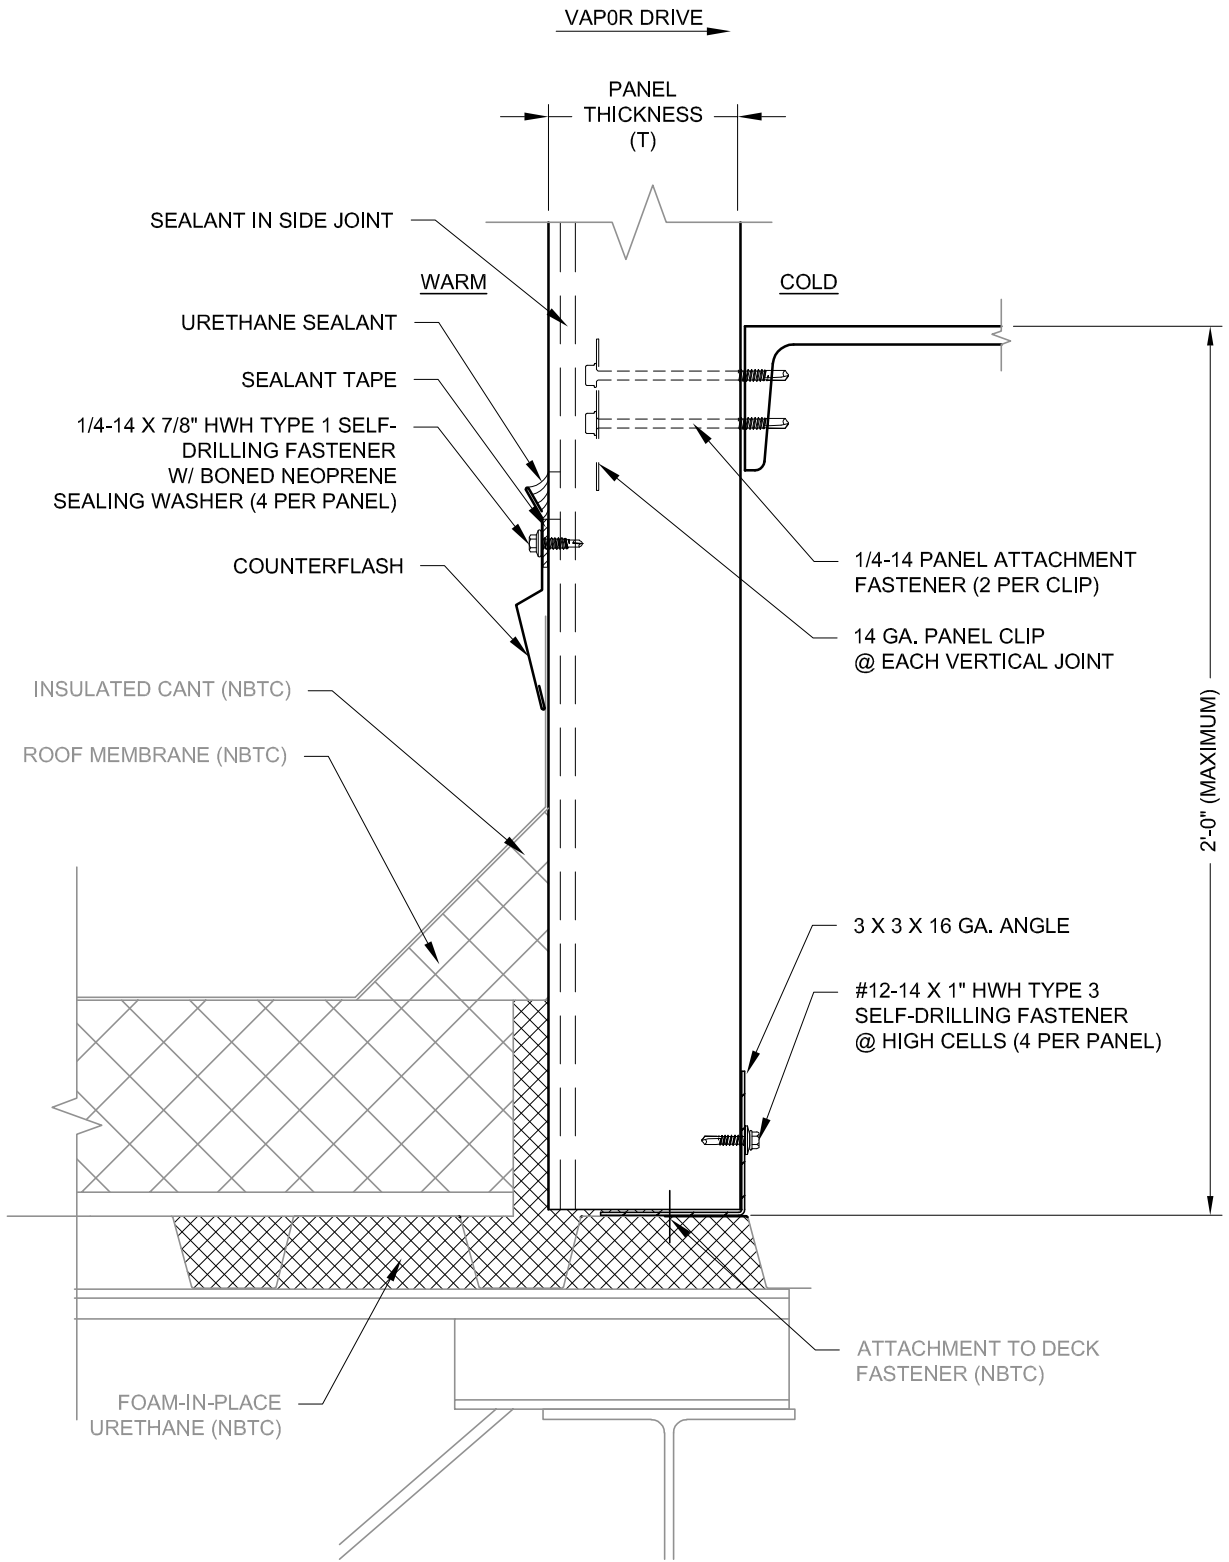 VAP0R DRIVE
PANEL
THICKNESS
(T)
SEALANT IN SIDE JOINT
WARM
COLD
URETHANE SEALANT
SEALANT TAPE
1/4-14 X 7/8" HWH TYPE 1 SELF-
DRILLING FASTENER
W/ BONED NEOPRENE
SEALING WASHER (4 PER PANEL)
COUNTERFLASH
1/4-14 PANEL ATTACHMENT
FASTENER (2 PER CLIP)
14 GA. PANEL CLIP
@ EACH VERTICAL JOINT
INSULATED CANT (NBTC)
ROOF MEMBRANE (NBTC)
2'-0" (MAXIMUM)
3 X 3 X 16 GA. ANGLE
#12-14 X 1" HWH TYPE 3
SELF-DRILLING FASTENER
@ HIGH CELLS (4 PER PANEL)
ATTACHMENT TO DECK
FASTENER (NBTC)
FOAM-IN-PLACE
URETHANE (NBTC)